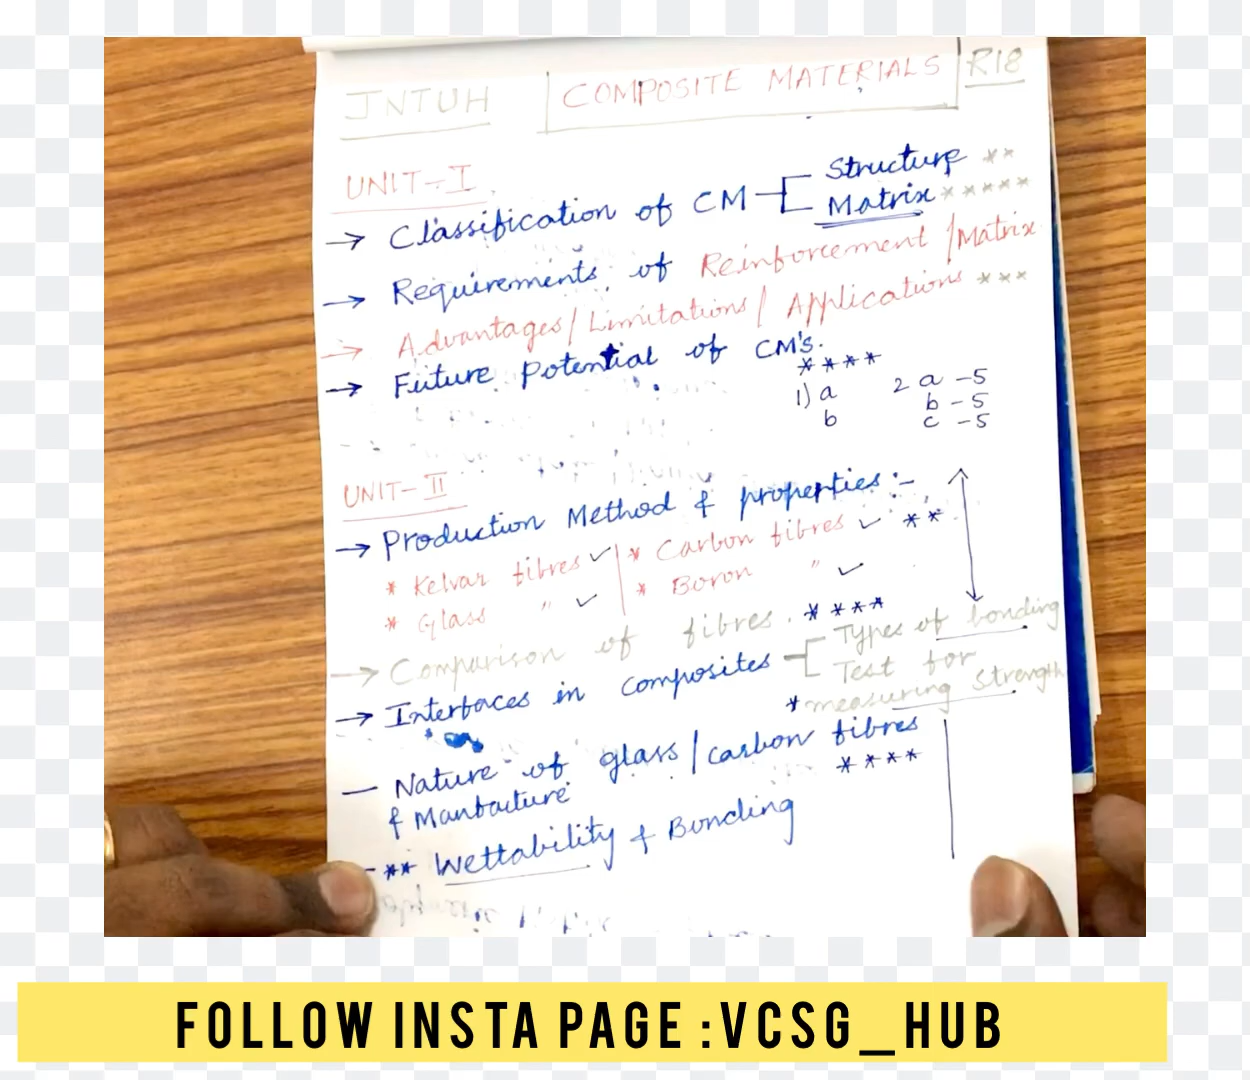 JNTUH COMPOSITE MATERIALS R18
UNIT-I
→ Classification of CM Structure **
Matrix *****
→ Requirements of Reinforcement/Matrix
→ Advantages/Limitations/Applications ***
→ Future Potential of CM's.
****
1) a 2 a -5
b b -5
c -5
UNIT-II
→ Production Method & properties :-
* Kelvar fibres ✓ * Carbon fibres ✓ **
* Glass " ✓ * Boron " ✓
→ Comparison of fibres. ****
→ Interfaces in composites Types of bonding
Test for
* measuring strength
— Nature of glass/carbon fibres
& Manfacture ****
- ** Wettability & Bonding
FOLLOW INSTA PAGE :VCSG_HUB